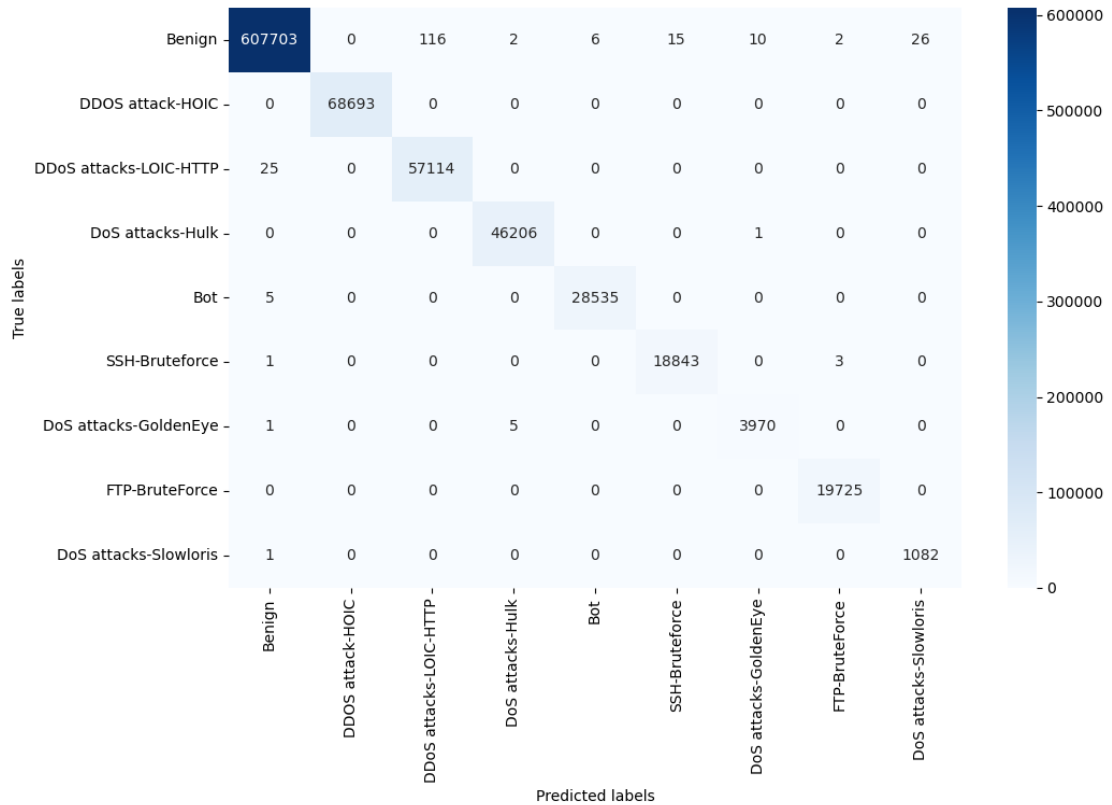 Benign 607703 0 116 2 6 15 10 2 26
DDOS attack-HOIC 0 68693 0 0 0 0 0 0 0
DDoS attacks-LOIC-HTTP 25 0 57114 0 0 0 0 0 0
DoS attacks-Hulk 0 0 0 46206 0 0 1 0 0
Bot 5 0 0 0 28535 0 0 0 0
SSH-Bruteforce 1 0 0 0 0 18843 0 3 0
DoS attacks-GoldenEye 1 0 0 5 0 0 3970 0 0
FTP-BruteForce 0 0 0 0 0 0 0 19725 0
DoS attacks-Slowloris 1 0 0 0 0 0 0 0 1082
True labels
Benign
DDOS attack-HOIC
DDoS attacks-LOIC-HTTP
DoS attacks-Hulk
Bot
SSH-Bruteforce
DoS attacks-GoldenEye
FTP-BruteForce
DoS attacks-Slowloris
Predicted labels
600000
500000
400000
300000
200000
100000
0